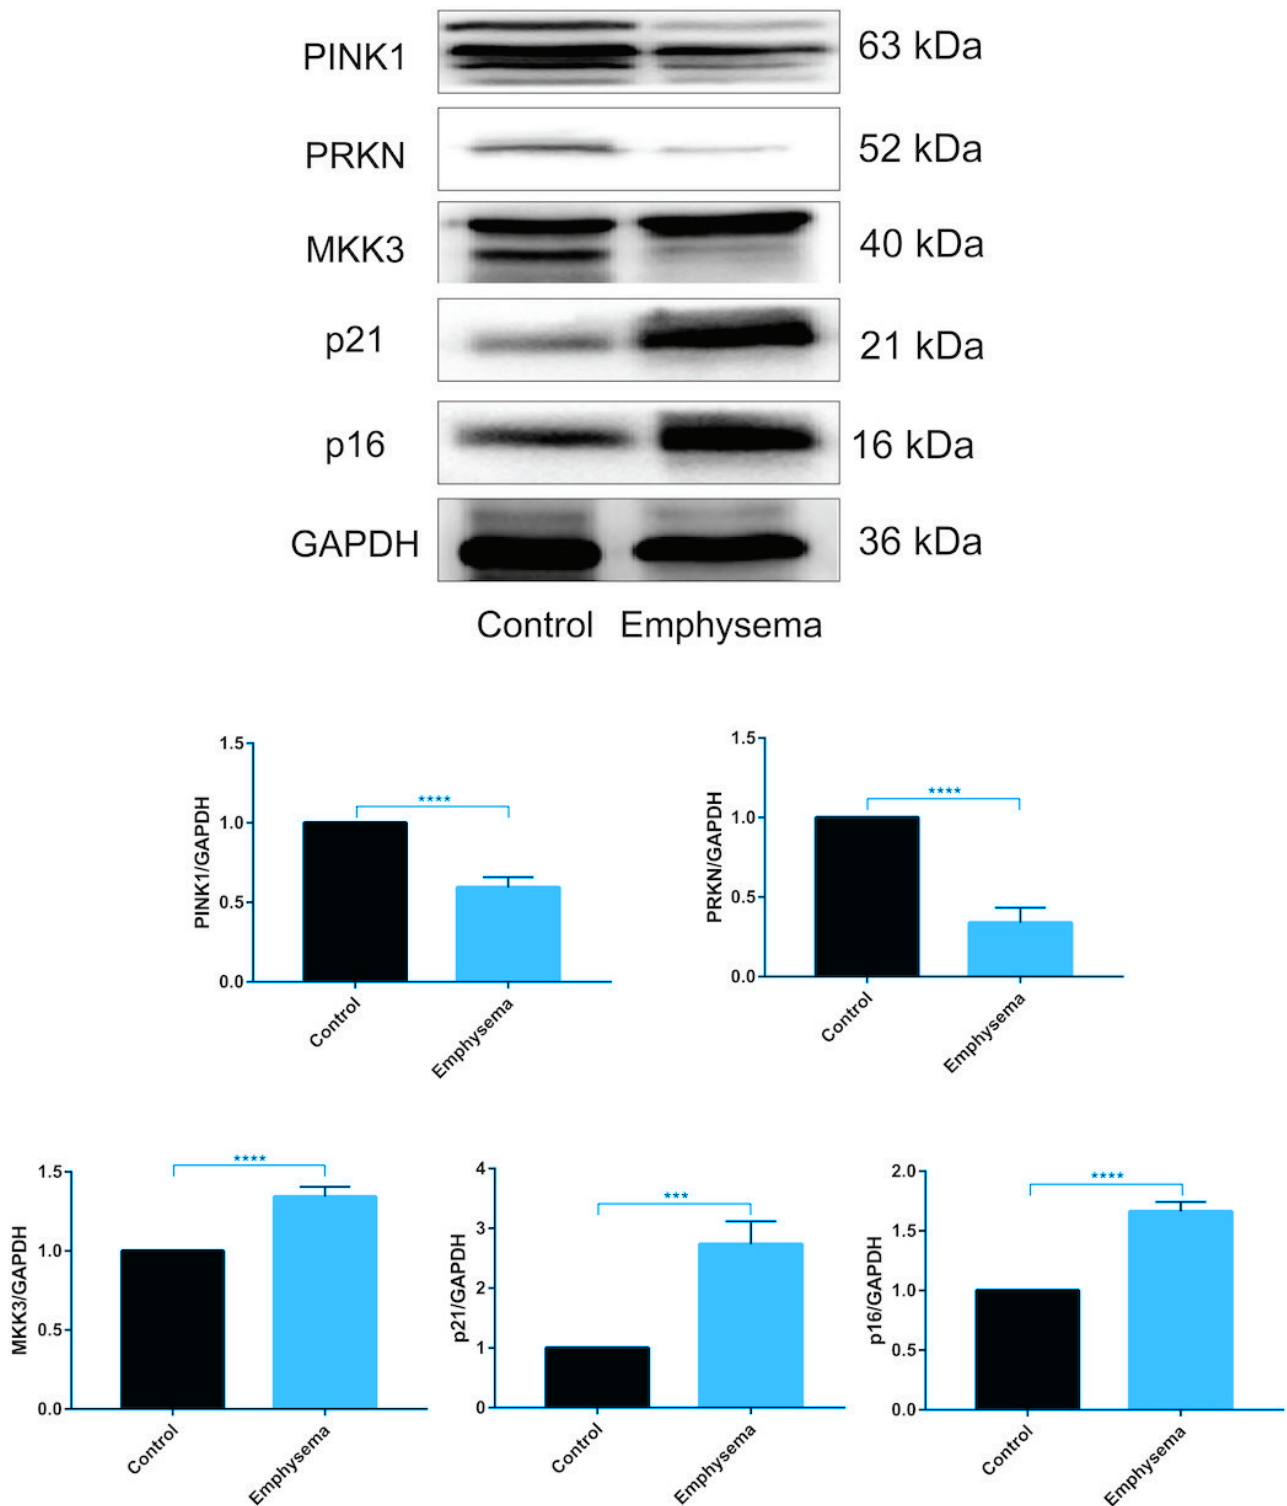 PINK1 63 kDa
PRKN 52 kDa
MKK3 40 kDa
p21 21 kDa
p16 16 kDa
GAPDH 36 kDa
Control Emphysema
PINK1/GAPDH
1.5
1.0
0.5
0.0
****
Control
Emphysema
PRKN/GAPDH
1.5
1.0
0.5
0.0
****
Control
Emphysema
MKK3/GAPDH
1.5
1.0
0.5
0.0
****
Control
Emphysema
p21/GAPDH
4
3
2
1
0
***
Control
Emphysema
p16/GAPDH
2.0
1.5
1.0
0.5
0.0
****
Control
Emphysema